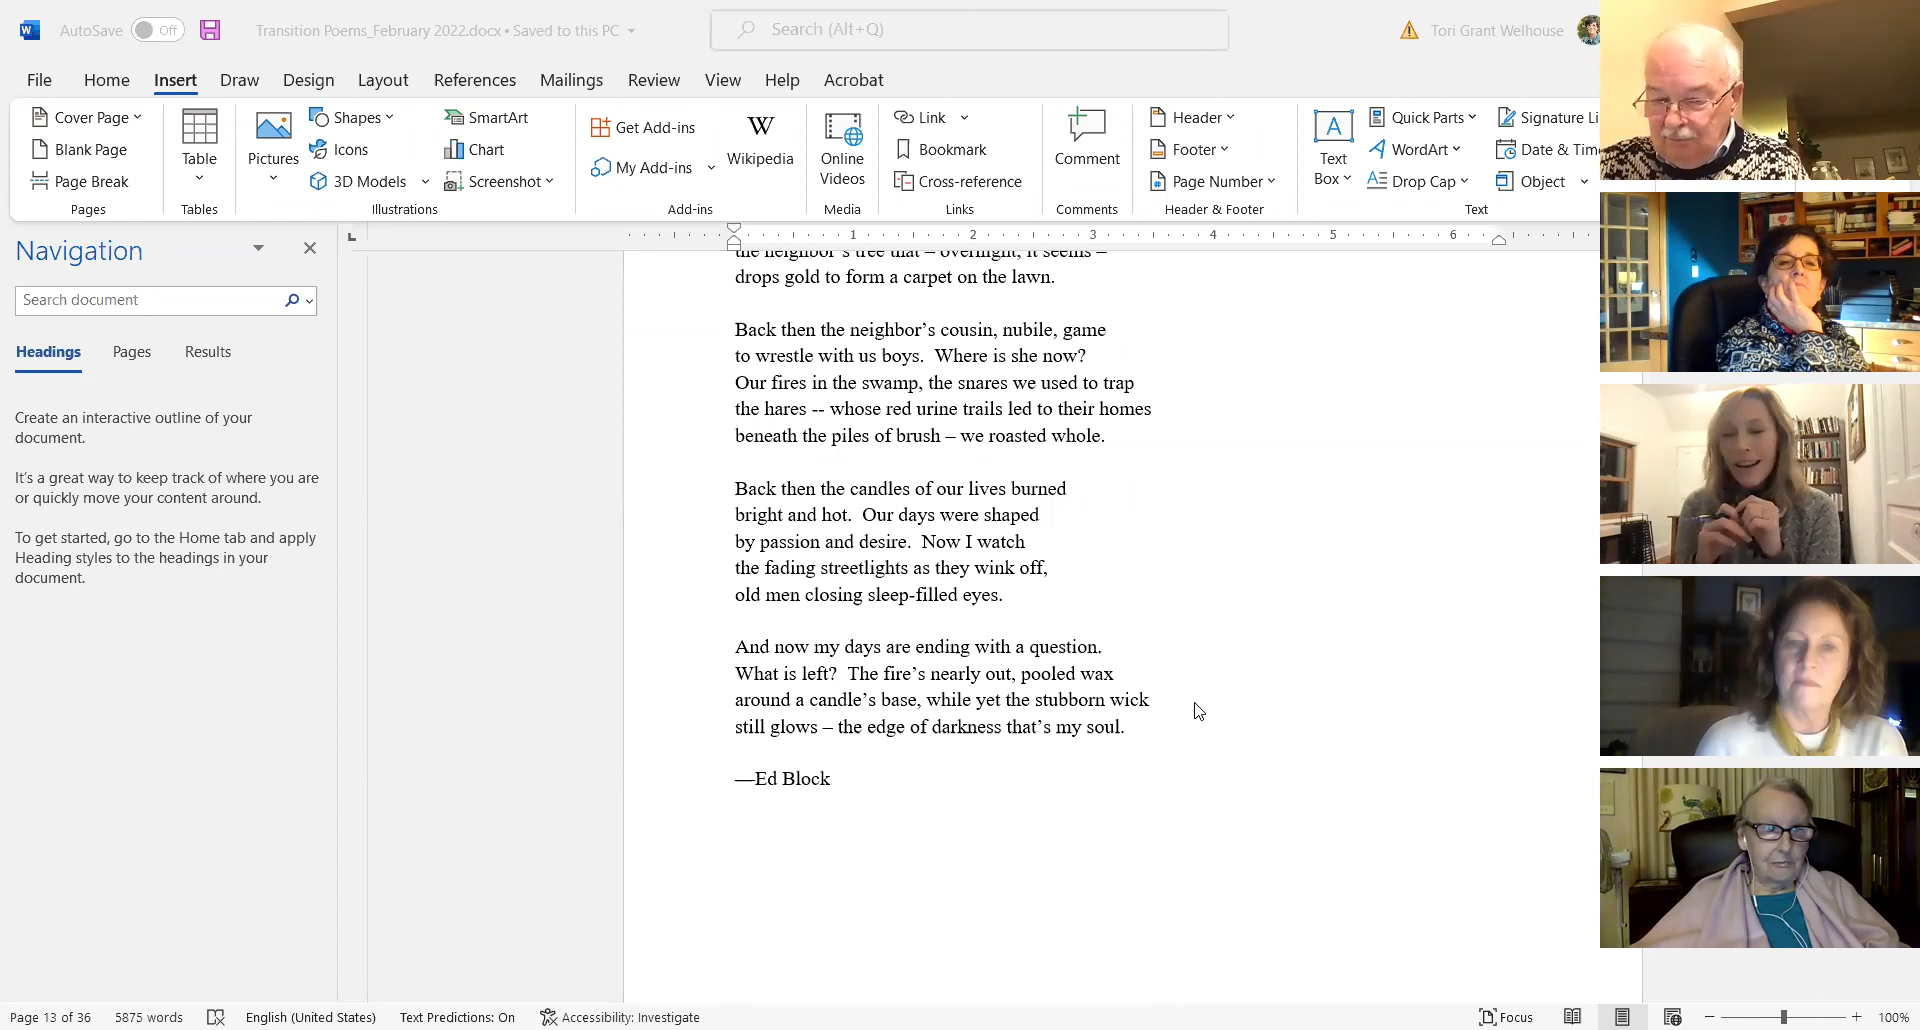 AutoSave Off Transition Poems_February 2022.docx • Saved to this PC Search (Alt+Q) Tori Grant Welhouse
File Home Insert Draw Design Layout References Mailings Review View Help Acrobat
Cover Page
Blank Page
Page Break
Pages
Table
Tables
Pictures
Shapes
Icons
3D Models
SmartArt
Chart
Screenshot
Illustrations
Get Add-ins
My Add-ins
Wikipedia
Add-ins
Online
Videos
Media
Link
Bookmark
Cross-reference
Links
Comment
Comments
Header
Footer
Page Number
Header & Footer
Text
Box
Quick Parts
WordArt
Drop Cap
Signature Li
Date & Time
Object
Text
Navigation
Search document
Headings Pages Results
Create an interactive outline of your
document.
It's a great way to keep track of where you are
or quickly move your content around.
To get started, go to the Home tab and apply
Heading styles to the headings in your
document.
1 2 3 4 5 6
the neighbor's tree that – overnight, it seems –
drops gold to form a carpet on the lawn.
Back then the neighbor's cousin, nubile, game
to wrestle with us boys.  Where is she now?
Our fires in the swamp, the snares we used to trap
the hares -- whose red urine trails led to their homes
beneath the piles of brush – we roasted whole.
Back then the candles of our lives burned
bright and hot.  Our days were shaped
by passion and desire.  Now I watch
the fading streetlights as they wink off,
old men closing sleep-filled eyes.
And now my days are ending with a question.
What is left?  The fire's nearly out, pooled wax
around a candle's base, while yet the stubborn wick
still glows – the edge of darkness that's my soul.
—Ed Block
Page 13 of 36 5875 words English (United States) Text Predictions: On Accessibility: Investigate Focus 100%